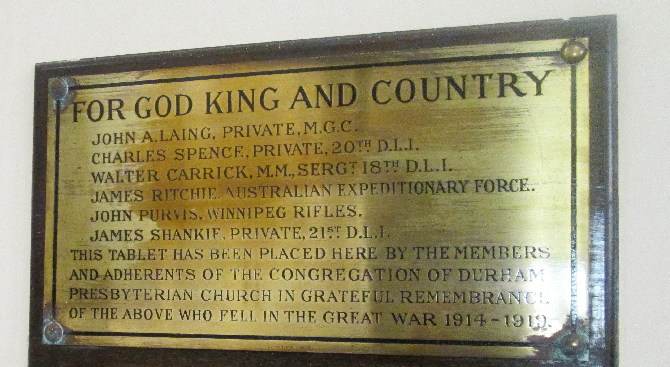 FOR GOD KING AND COUNTRY
JOHN A. LAING, PRIVATE, M.G.C.
CHARLES SPENCE, PRIVATE, 20TH D.L.I.
WALTER CARRICK, M.M., SERGT 18TH D.L.I.
JAMES RITCHIE, AUSTRALIAN EXPEDITIONARY FORCE.
JOHN PURVIS, WINNIPEG RIFLES.
JAMES SHANKIE, PRIVATE, 21ST D.L.I.
THIS TABLET HAS BEEN PLACED HERE BY THE MEMBERS
AND ADHERENTS OF THE CONGREGATION OF DURHAM
PRESBYTERIAN CHURCH IN GRATEFUL REMEMBRANCE
OF THE ABOVE WHO FELL IN THE GREAT WAR 1914-1919.